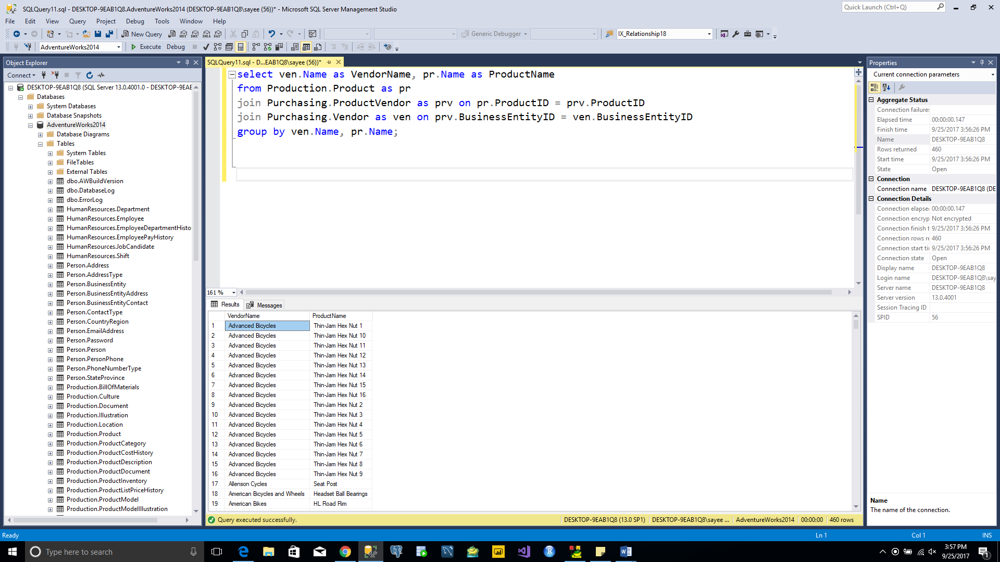 SQLQuery11.sql - DESKTOP-9EAB1Q8.AdventureWorks2014 (DESKTOP-9EAB1Q8\sayee (56))* - Microsoft SQL Server Management Studio
Quick Launch (Ctrl+Q)
File Edit View Query Project Debug Tools Window Help
New Query
MDX DMX XMLA DAX
Generic Debugger
IX_Relationship18
AdventureWorks2014
Execute Debug
Object Explorer
Connect
DESKTOP-9EAB1Q8 (SQL Server 13.0.4001.0 - DESKTOP-9EAE
Databases
System Databases
Database Snapshots
AdventureWorks2014
Database Diagrams
Tables
System Tables
FileTables
External Tables
dbo.AWBuildVersion
dbo.DatabaseLog
dbo.ErrorLog
HumanResources.Department
HumanResources.Employee
HumanResources.EmployeeDepartmentHisto
HumanResources.EmployeePayHistory
HumanResources.JobCandidate
HumanResources.Shift
Person.Address
Person.AddressType
Person.BusinessEntity
Person.BusinessEntityAddress
Person.BusinessEntityContact
Person.ContactType
Person.CountryRegion
Person.EmailAddress
Person.Password
Person.Person
Person.PersonPhone
Person.PhoneNumberType
Person.StateProvince
Production.BillOfMaterials
Production.Culture
Production.Document
Production.Illustration
Production.Location
Production.Product
Production.ProductCategory
Production.ProductCostHistory
Production.ProductDescription
Production.ProductDocument
Production.ProductInventory
Production.ProductListPriceHistory
Production.ProductModel
Production.ProductModelIllustration
SQLQuery11.sql - D...EAB1Q8\sayee (56))*
select ven.Name as VendorName, pr.Name as ProductName
from Production.Product as pr
join Purchasing.ProductVendor as prv on pr.ProductID = prv.ProductID
join Purchasing.Vendor as ven on prv.BusinessEntityID = ven.BusinessEntityID
group by ven.Name, pr.Name;
161 %
Results Messages
VendorName ProductName
1 Advanced Bicycles Thin-Jam Hex Nut 1
2 Advanced Bicycles Thin-Jam Hex Nut 10
3 Advanced Bicycles Thin-Jam Hex Nut 11
4 Advanced Bicycles Thin-Jam Hex Nut 12
5 Advanced Bicycles Thin-Jam Hex Nut 13
6 Advanced Bicycles Thin-Jam Hex Nut 14
7 Advanced Bicycles Thin-Jam Hex Nut 15
8 Advanced Bicycles Thin-Jam Hex Nut 16
9 Advanced Bicycles Thin-Jam Hex Nut 2
10 Advanced Bicycles Thin-Jam Hex Nut 3
11 Advanced Bicycles Thin-Jam Hex Nut 4
12 Advanced Bicycles Thin-Jam Hex Nut 5
13 Advanced Bicycles Thin-Jam Hex Nut 6
14 Advanced Bicycles Thin-Jam Hex Nut 7
15 Advanced Bicycles Thin-Jam Hex Nut 8
16 Advanced Bicycles Thin-Jam Hex Nut 9
17 Allenson Cycles Seat Post
18 American Bicycles and Wheels Headset Ball Bearings
19 American Bikes HL Road Rim
Query executed successfully.
DESKTOP-9EAB1Q8 (13.0 SP1) DESKTOP-9EAB1Q8\sayee ... AdventureWorks2014 00:00:00 460 rows
Properties
Current connection parameters
Aggregate Status
Connection failures
Elapsed time 00:00:00.147
Finish time 9/25/2017 3:56:26 PM
Name DESKTOP-9EAB1Q8
Rows returned 460
Start time 9/25/2017 3:56:26 PM
State Open
Connection
Connection name DESKTOP-9EAB1Q8 (DE
Connection Details
Connection elapse 00:00:00.147
Connection encryp Not encrypted
Connection finish t 9/25/2017 3:56:26 PM
Connection rows re 460
Connection start ti 9/25/2017 3:56:26 PM
Connection state Open
Display name DESKTOP-9EAB1Q8
Login name DESKTOP-9EAB1Q8\say
Server name DESKTOP-9EAB1Q8
Server version 13.0.4001
Session Tracing ID
SPID 56
Name
The name of the connection.
Ready
Ln 1 Col 1 INS
Type here to search
3:57 PM
9/25/2017
1